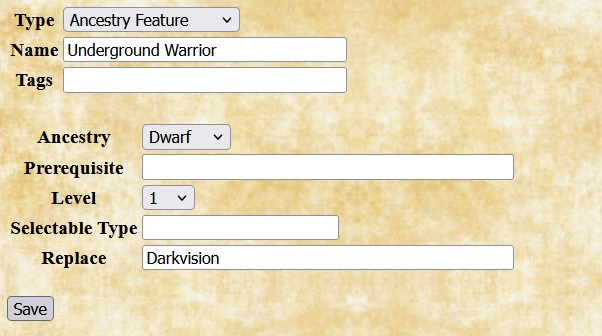 Type Ancestry Feature
Name Underground Warrior
Tags
Ancestry Dwarf
Prerequisite
Level 1
Selectable Type
Replace Darkvision
Save